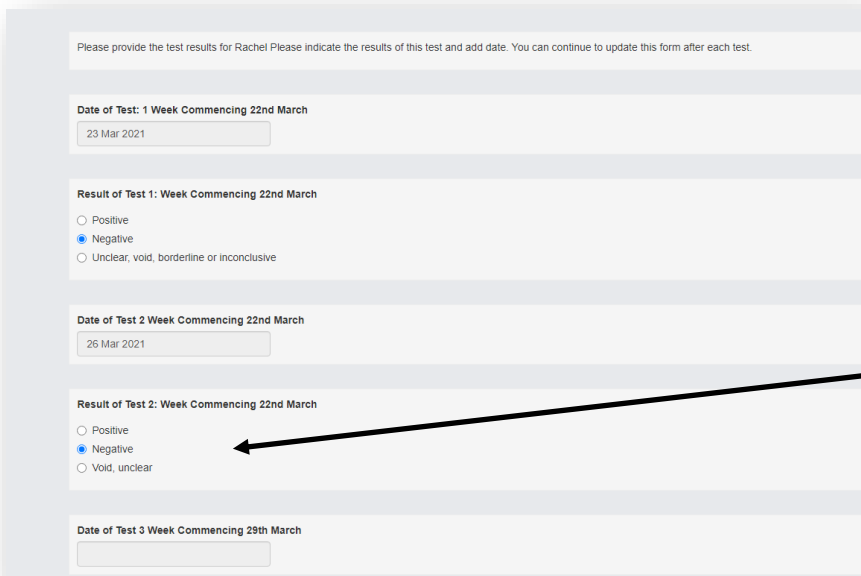 Please provide the test results for Rachel Please indicate the results of this test and add date. You can continue to update this form after each test.
Date of Test: 1 Week Commencing 22nd March
23 Mar 2021
Result of Test 1: Week Commencing 22nd March
Positive
Negative
Unclear, void, borderline or inconclusive
Date of Test 2 Week Commencing 22nd March
26 Mar 2021
Result of Test 2: Week Commencing 22nd March
Positive
Negative
Void, unclear
Date of Test 3 Week Commencing 29th March